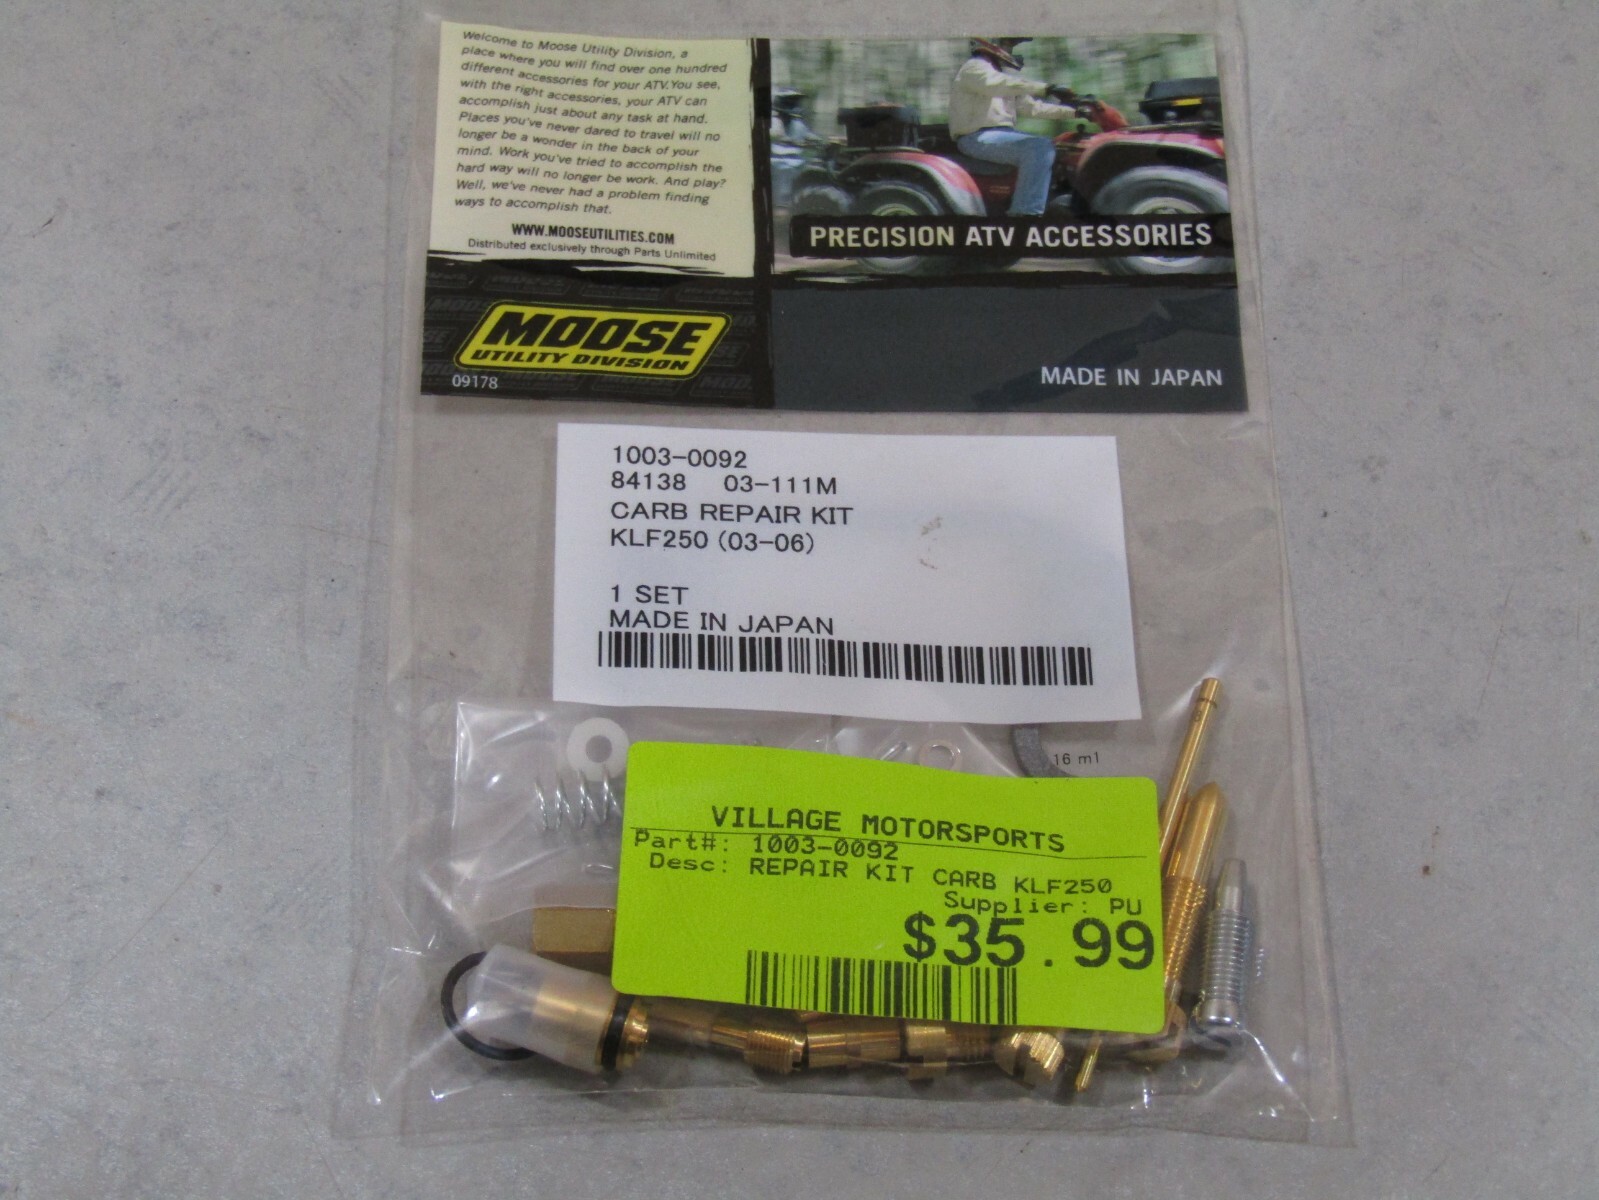 Welcome to Moose Utility Division, a
place where you will find over one hundred
different accessories for your ATV. You see,
with the right accessories, your ATV can
accomplish just about any task at hand.
Places you've never dared to travel will no
longer be a wonder in the back of your
mind. Work you've tried to accomplish the
hard way will no longer be work. And play?
Well, we've never had a problem finding
ways to accomplish that.
WWW.MOOSEUTILITIES.COM
Distributed exclusively through Parts Unlimited
PRECISION ATV ACCESSORIES
MOOSE
UTILITY DIVISION
09178
MADE IN JAPAN
1003-0092
84138 03-111M
CARB REPAIR KIT
KLF250 (03-06)
1 SET
MADE IN JAPAN
16 ml
VILLAGE MOTORSPORTS
Part#: 1003-0092
Desc: REPAIR KIT CARB KLF250
Supplier: PU
$35.99